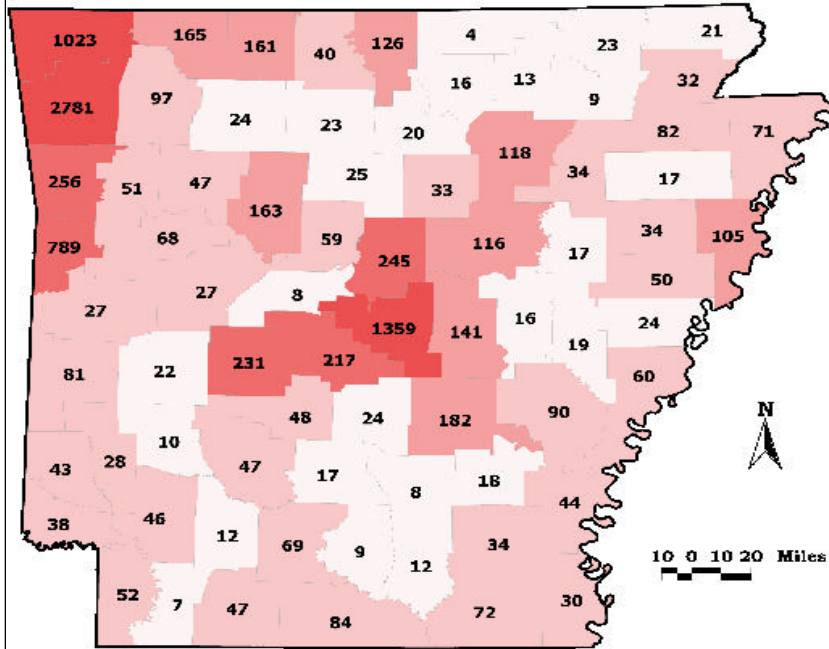 1023 165 161 40 126 4 23 21
2781 97 24 23 20 16 13 9 32
82 71
256 51 47 163 25 33 118 34 17
789 68 59 245 116 17 34 105
27 27 8 1359 141 16 19 50
24
81 22 231 217 60
10 48 24 182 90
43 28 47 17 8 18 44
38 46 12 69 9 12 34
52 7 47 84 72 30
N
10 0 10 20 Miles